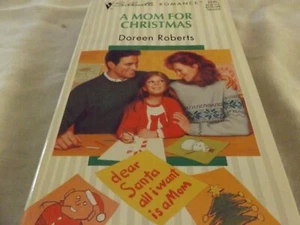 Silhouette ROMANCE
A MOM FOR
CHRISTMAS
Doreen Roberts
dear
Santa
all i want
is a Mom